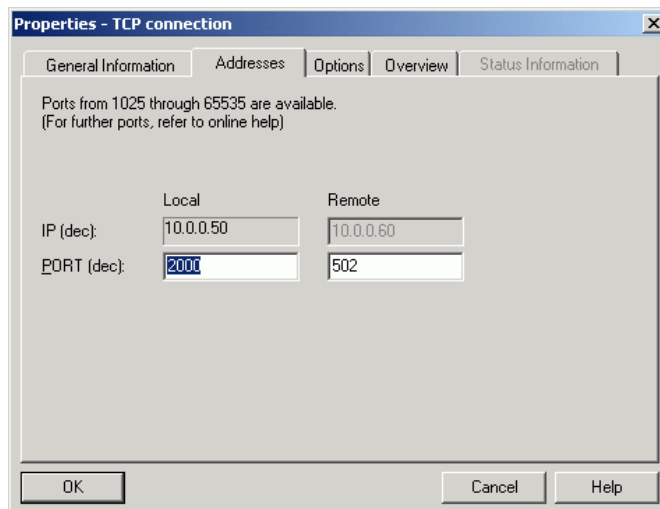 Properties - TCP connection
General Information Addresses Options Overview Status Information
Ports from 1025 through 65535 are available.
(For further ports, refer to online help)
Local Remote
IP (dec): 10.0.0.50 10.0.0.60
PORT (dec): 2000 502
OK Cancel Help